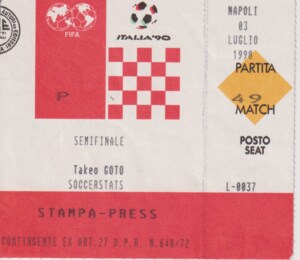 FIFA
ITALIA '90
P
SEMIFINALE
Takeo GOTO
SOCCERSTATS
STAMPA-PRESS
CONTINGENTE EX ART.27 D.P.R. N.640/72
NAPOLI
03
LUGLIO
1990
PARTITA
49
MATCH
POSTO
SEAT
L-0037